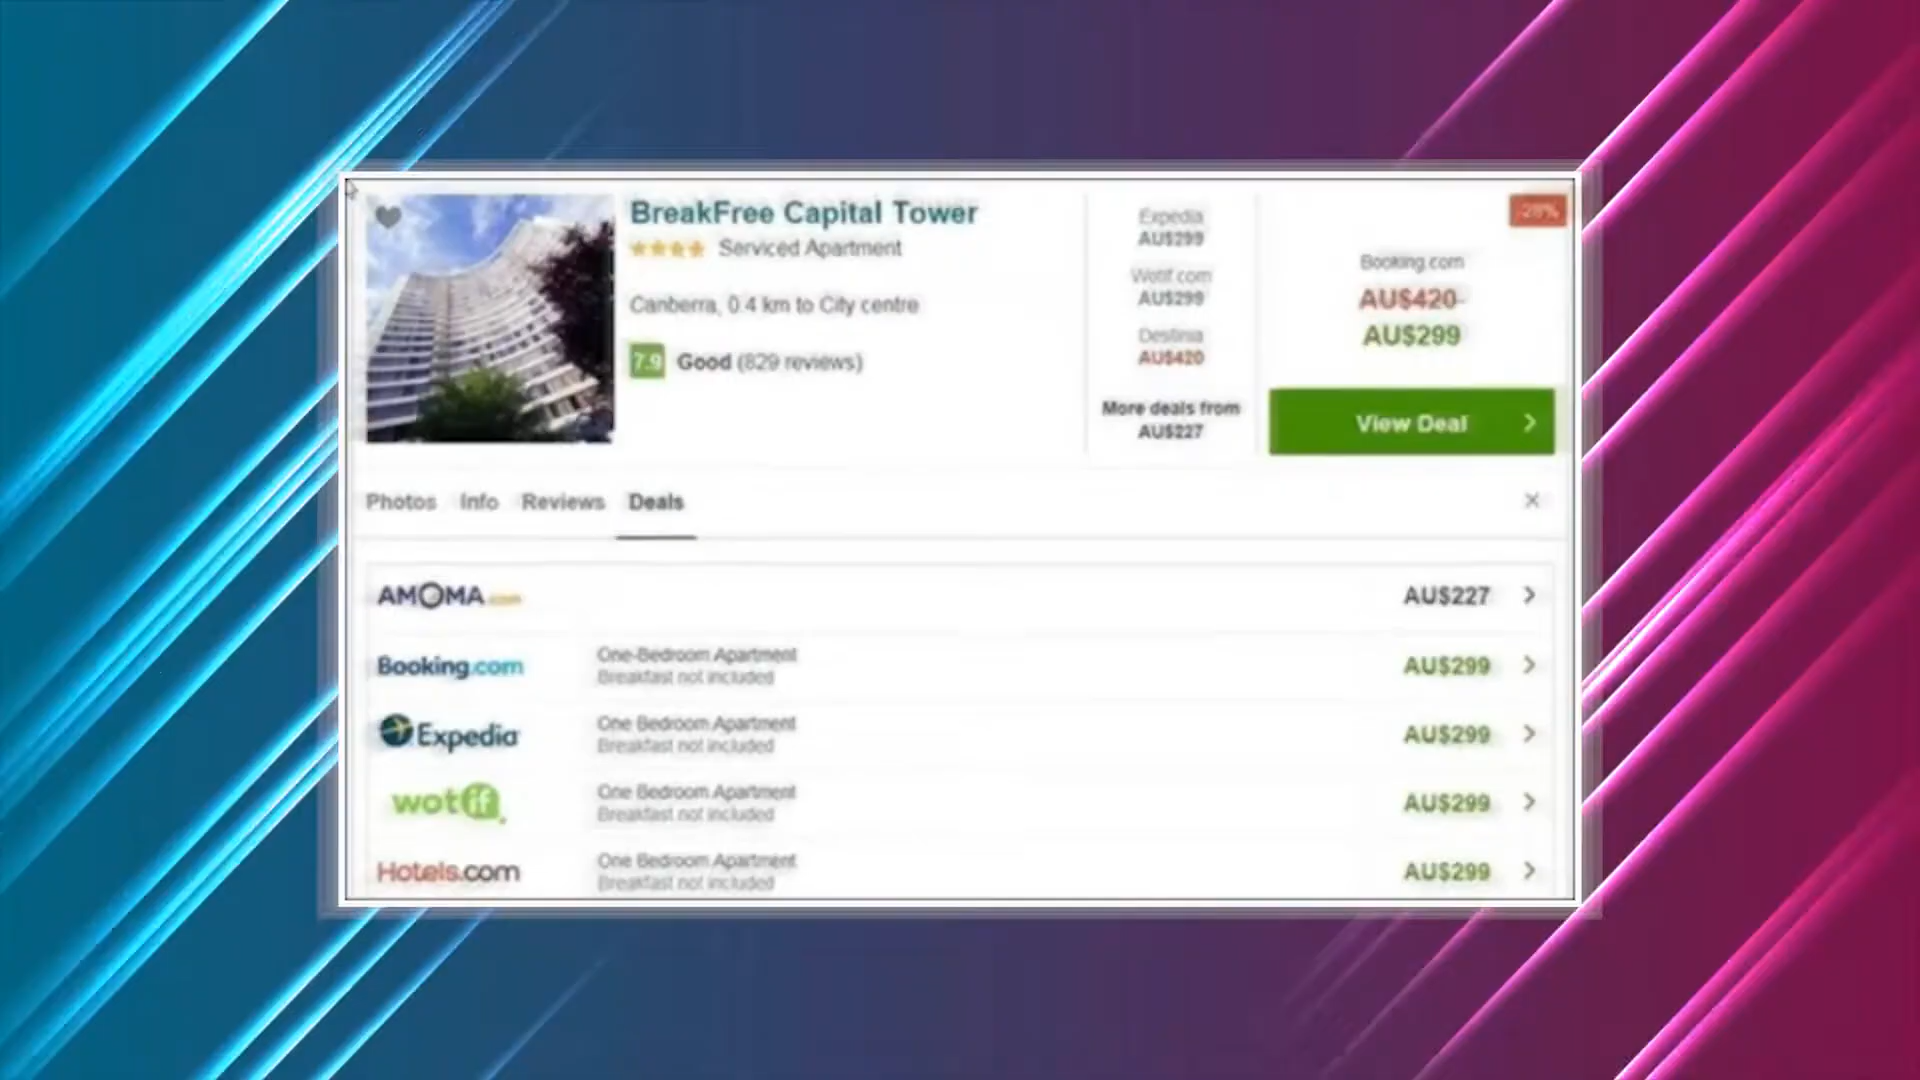 BreakFree Capital Tower
Serviced Apartment
Canberra, 0.4 km to City centre
7.9 Good (829 reviews)
Expedia
AU$299
Wotif.com
AU$299
Destinia
AU$420
More deals from
AU$227
Booking.com
AU$420
AU$299
View Deal
Photos Info Reviews Deals
AMOMA.com AU$227
Booking.com One-Bedroom Apartment AU$299
Breakfast not included
Expedia One Bedroom Apartment AU$299
Breakfast not included
wotif. One Bedroom Apartment AU$299
Breakfast not included
Hotels.com One Bedroom Apartment AU$299
Breakfast not included